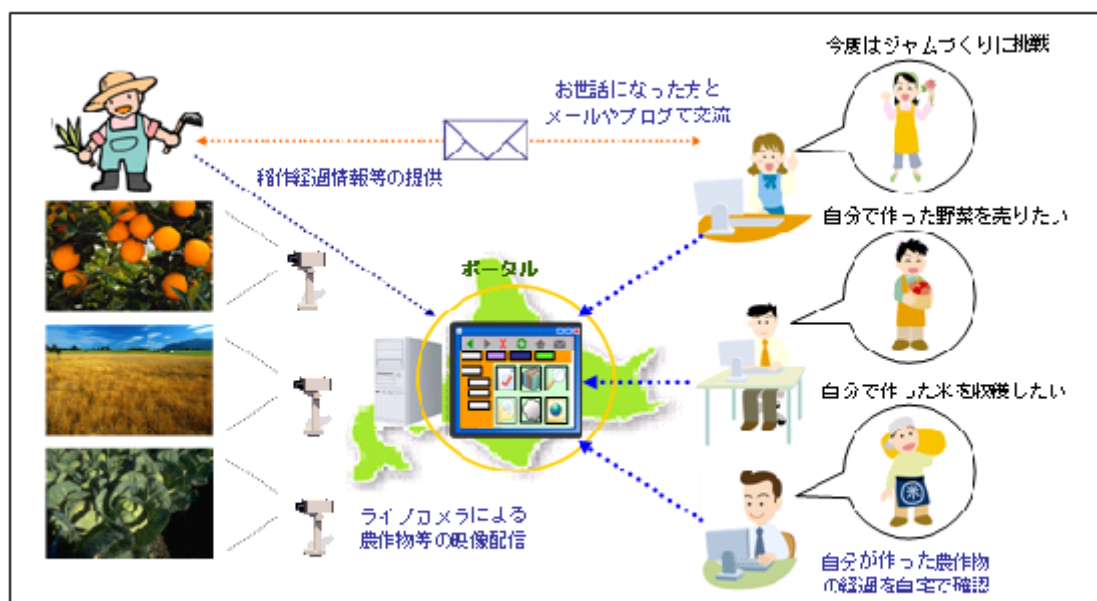 今度はジャムづくりに挑戦
お世話になった方と
メールやブログで交流
稲作経過情報等の提供
自分で作った野菜を売りたい
ポータル
自分で作った米を収穫したい
米
ライブカメラによる
農作物等の映像配信
自分が作った農作物
の経過を自宅で確認